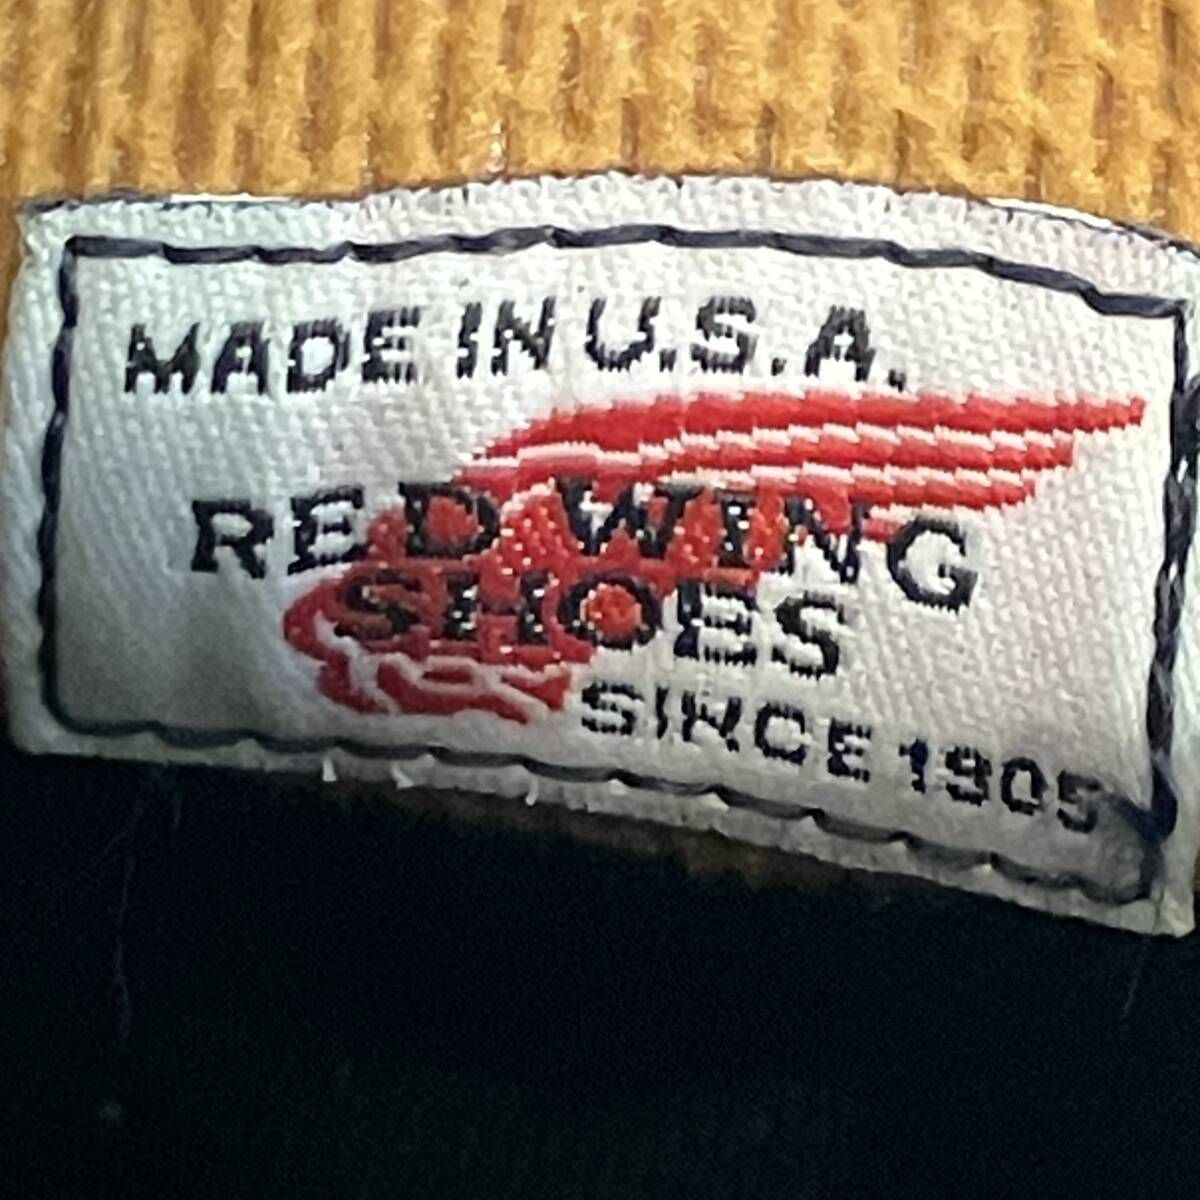 MADE IN U.S.A.
RED WING
SHOES
SINCE 1905